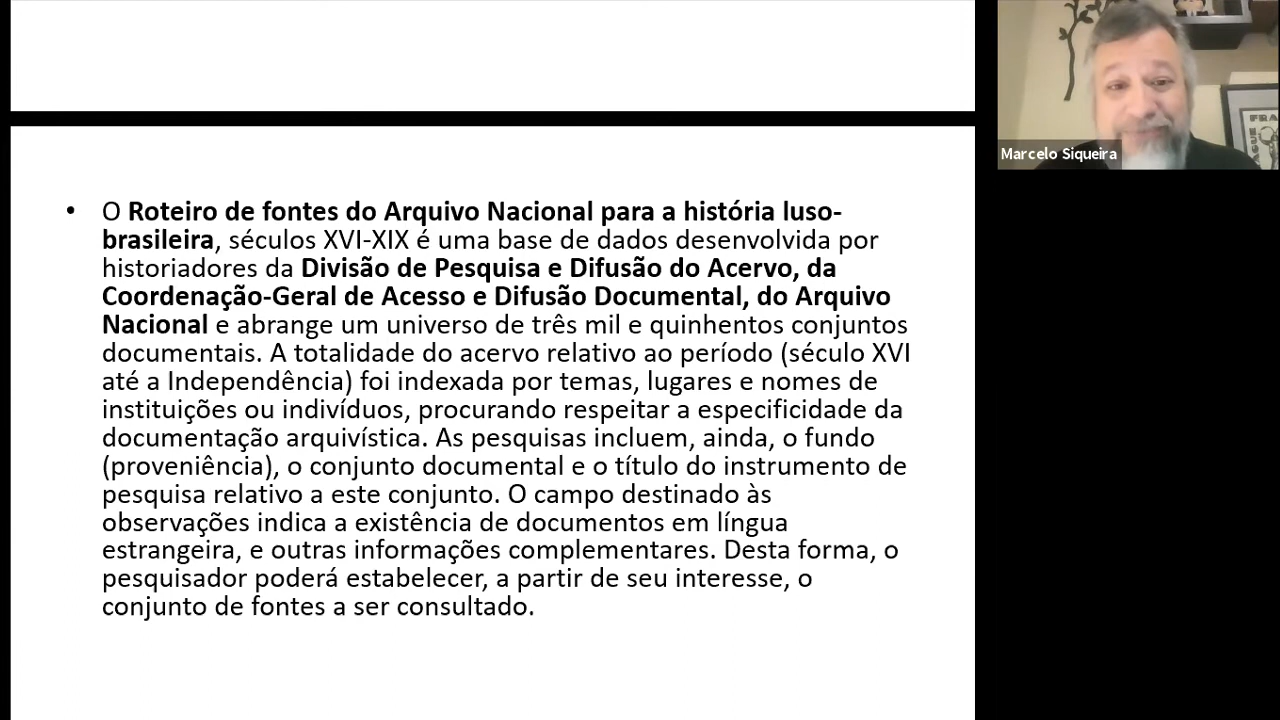 • O Roteiro de fontes do Arquivo Nacional para a história luso-
brasileira, séculos XVI-XIX é uma base de dados desenvolvida por
historiadores da Divisão de Pesquisa e Difusão do Acervo, da
Coordenação-Geral de Acesso e Difusão Documental, do Arquivo
Nacional e abrange um universo de três mil e quinhentos conjuntos
documentais. A totalidade do acervo relativo ao período (século XVI
até a Independência) foi indexada por temas, lugares e nomes de
instituições ou indivíduos, procurando respeitar a especificidade da
documentação arquivística. As pesquisas incluem, ainda, o fundo
(proveniência), o conjunto documental e o título do instrumento de
pesquisa relativo a este conjunto. O campo destinado às
observações indica a existência de documentos em língua
estrangeira, e outras informações complementares. Desta forma, o
pesquisador poderá estabelecer, a partir de seu interesse, o
conjunto de fontes a ser consultado.
Marcelo Siqueira